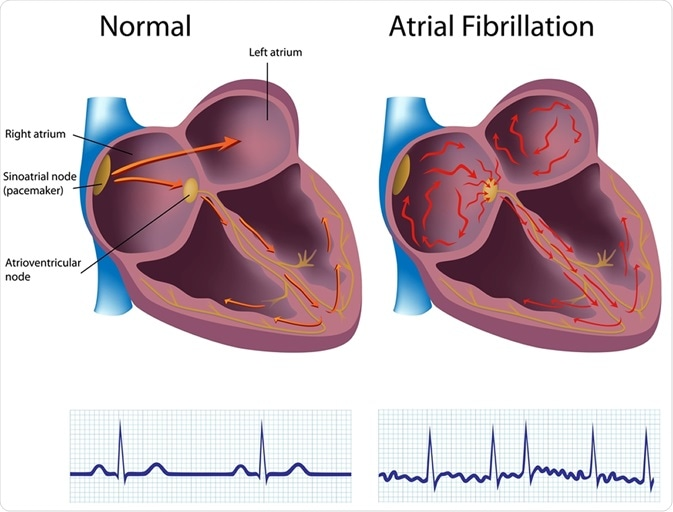 Normal
Atrial Fibrillation
Left atrium
Right atrium
Sinoatrial node
(pacemaker)
Atrioventricular
node